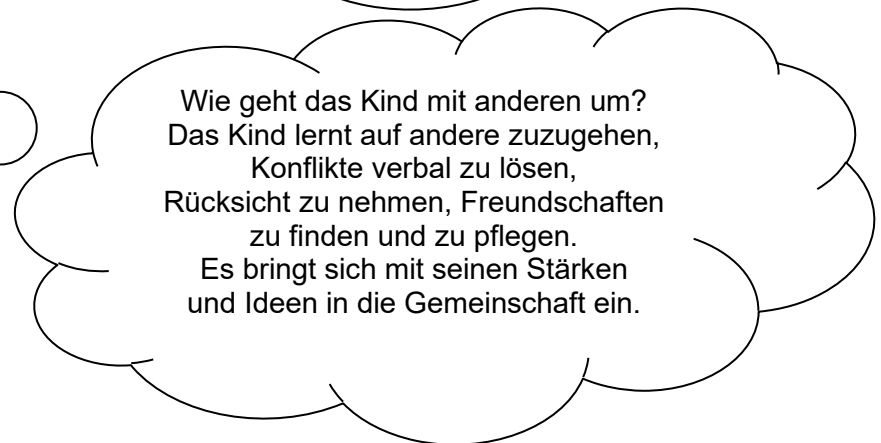 Wie geht das Kind mit anderen um?
Das Kind lernt auf andere zuzugehen,
Konflikte verbal zu lösen,
Rücksicht zu nehmen, Freundschaften
zu finden und zu pflegen.
Es bringt sich mit seinen Stärken
und Ideen in die Gemeinschaft ein.